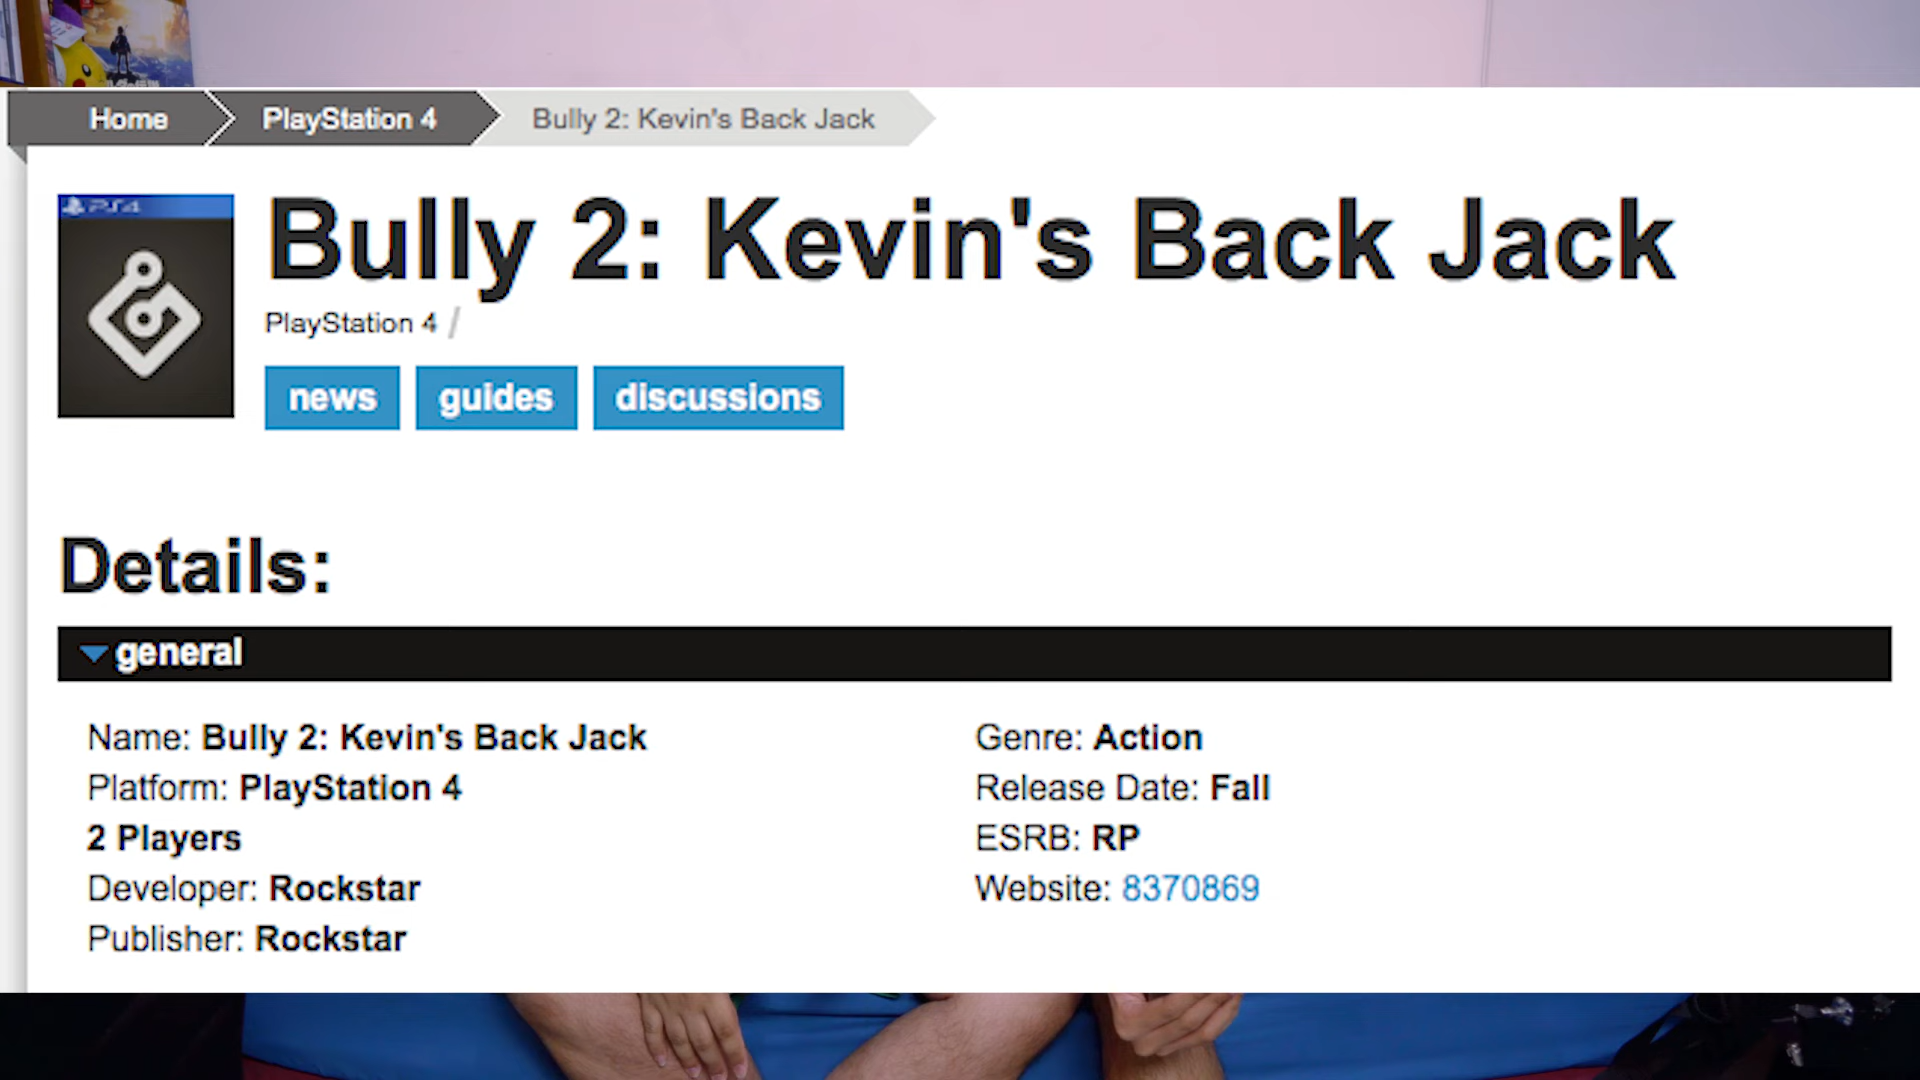 Home
PlayStation 4
Bully 2: Kevin's Back Jack
PS4
Bully 2: Kevin's Back Jack
PlayStation 4 /
news
guides
discussions
Details:
general
Name: Bully 2: Kevin's Back Jack
Platform: PlayStation 4
2 Players
Developer: Rockstar
Publisher: Rockstar
Genre: Action
Release Date: Fall
ESRB: RP
Website: 8370869